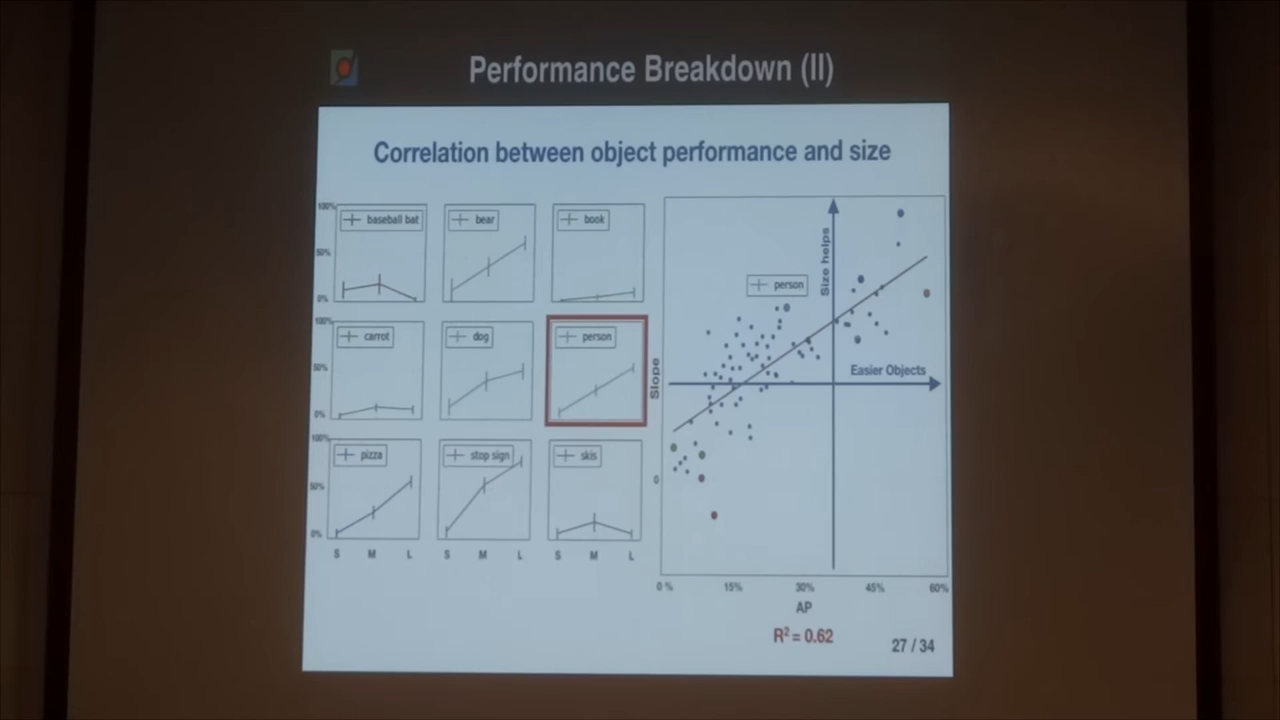 Performance Breakdown (II)
Correlation between object performance and size
100%
50%
0%
baseball bat
bear
book
100%
50%
0%
carrot
dog
person
100%
50%
0%
pizza
stop sign
skis
S M L
S M L
S M L
Slope
0
person
Size helps
Easier Objects
0 % 15% 30% 45% 60%
AP
R² = 0.62
27 / 34